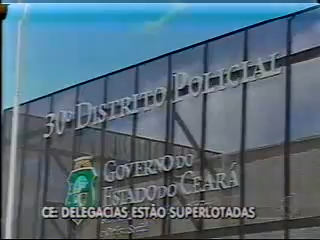 30º DISTRITO POLICIAL
GOVERNO DO
ESTADO DO CEARÁ
CE: DELEGACIAS ESTÃO SUPERLOTADAS